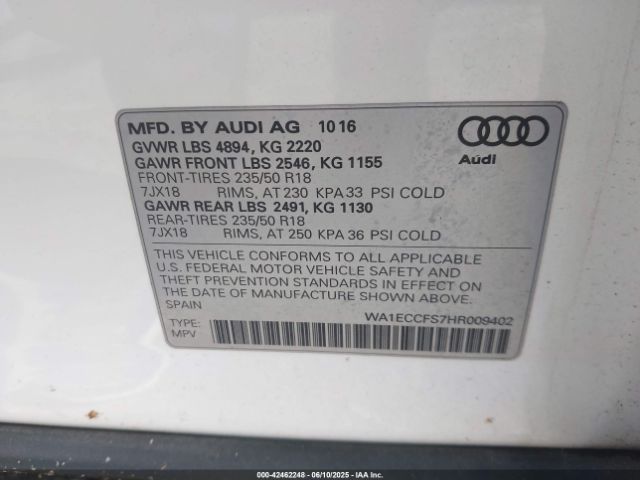 MFD. BY AUDI AG 10 16
GVWR LBS 4894, KG 2220
GAWR FRONT LBS 2546, KG 1155
FRONT-TIRES 235/50 R18
7JX18 RIMS, AT 230 KPA 33 PSI COLD
GAWR REAR LBS 2491, KG 1130
REAR-TIRES 235/50 R18
7JX18 RIMS, AT 250 KPA 36 PSI COLD
Audi
THIS VEHICLE CONFORMS TO ALL APPLICABLE
U.S. FEDERAL MOTOR VEHICLE SAFETY AND
THEFT PREVENTION STANDARDS IN EFFECT ON
THE DATE OF MANUFACTURE SHOWN ABOVE.
SPAIN
WA1ECCFS7HR009402
TYPE:
MPV
000-42462248 - 06/10/2025 - IAA Inc.